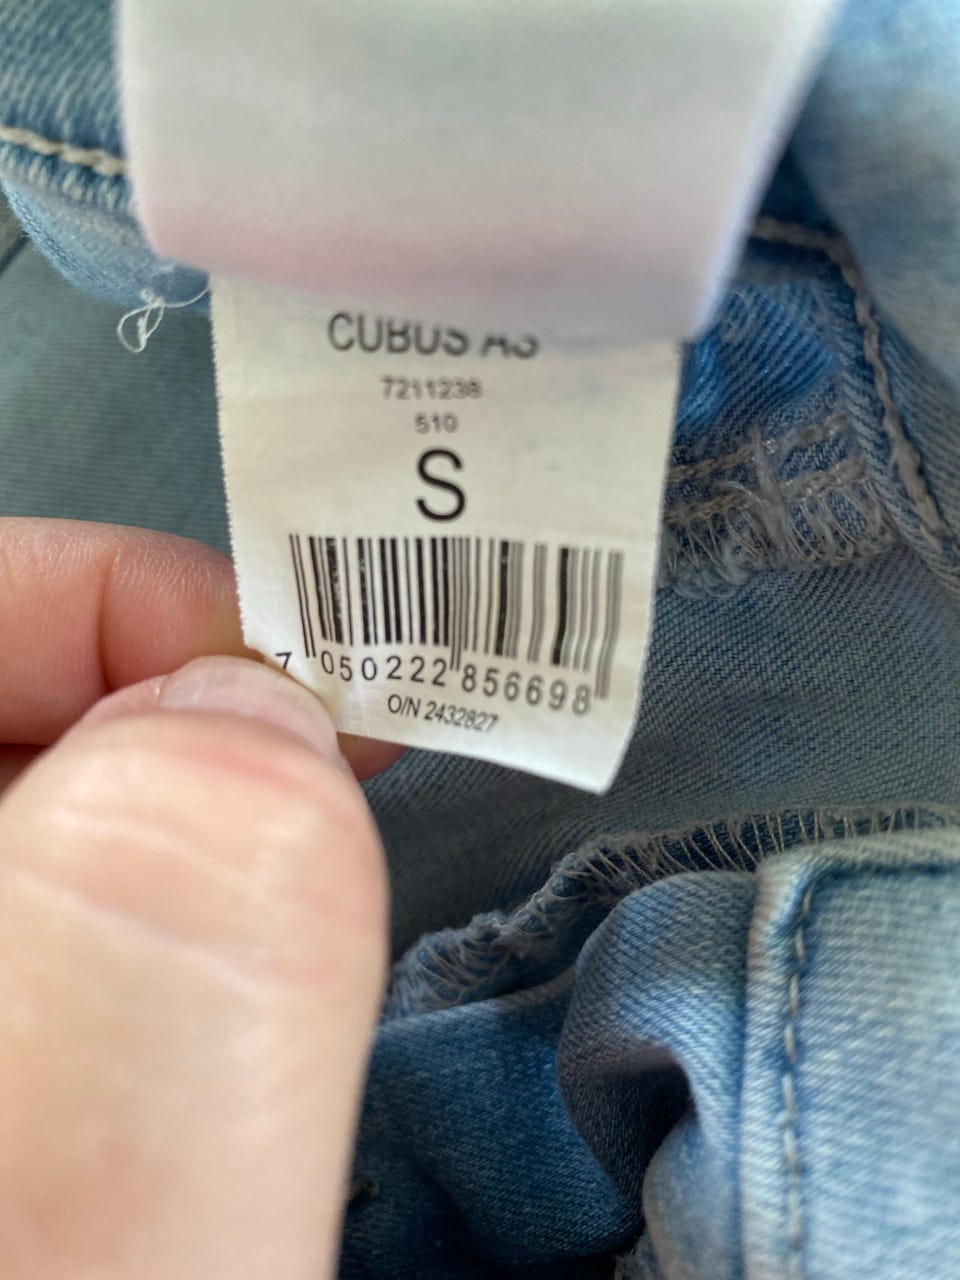 CUBUS AS
7211238
510
S
7 050222 856698
O/N 2432827